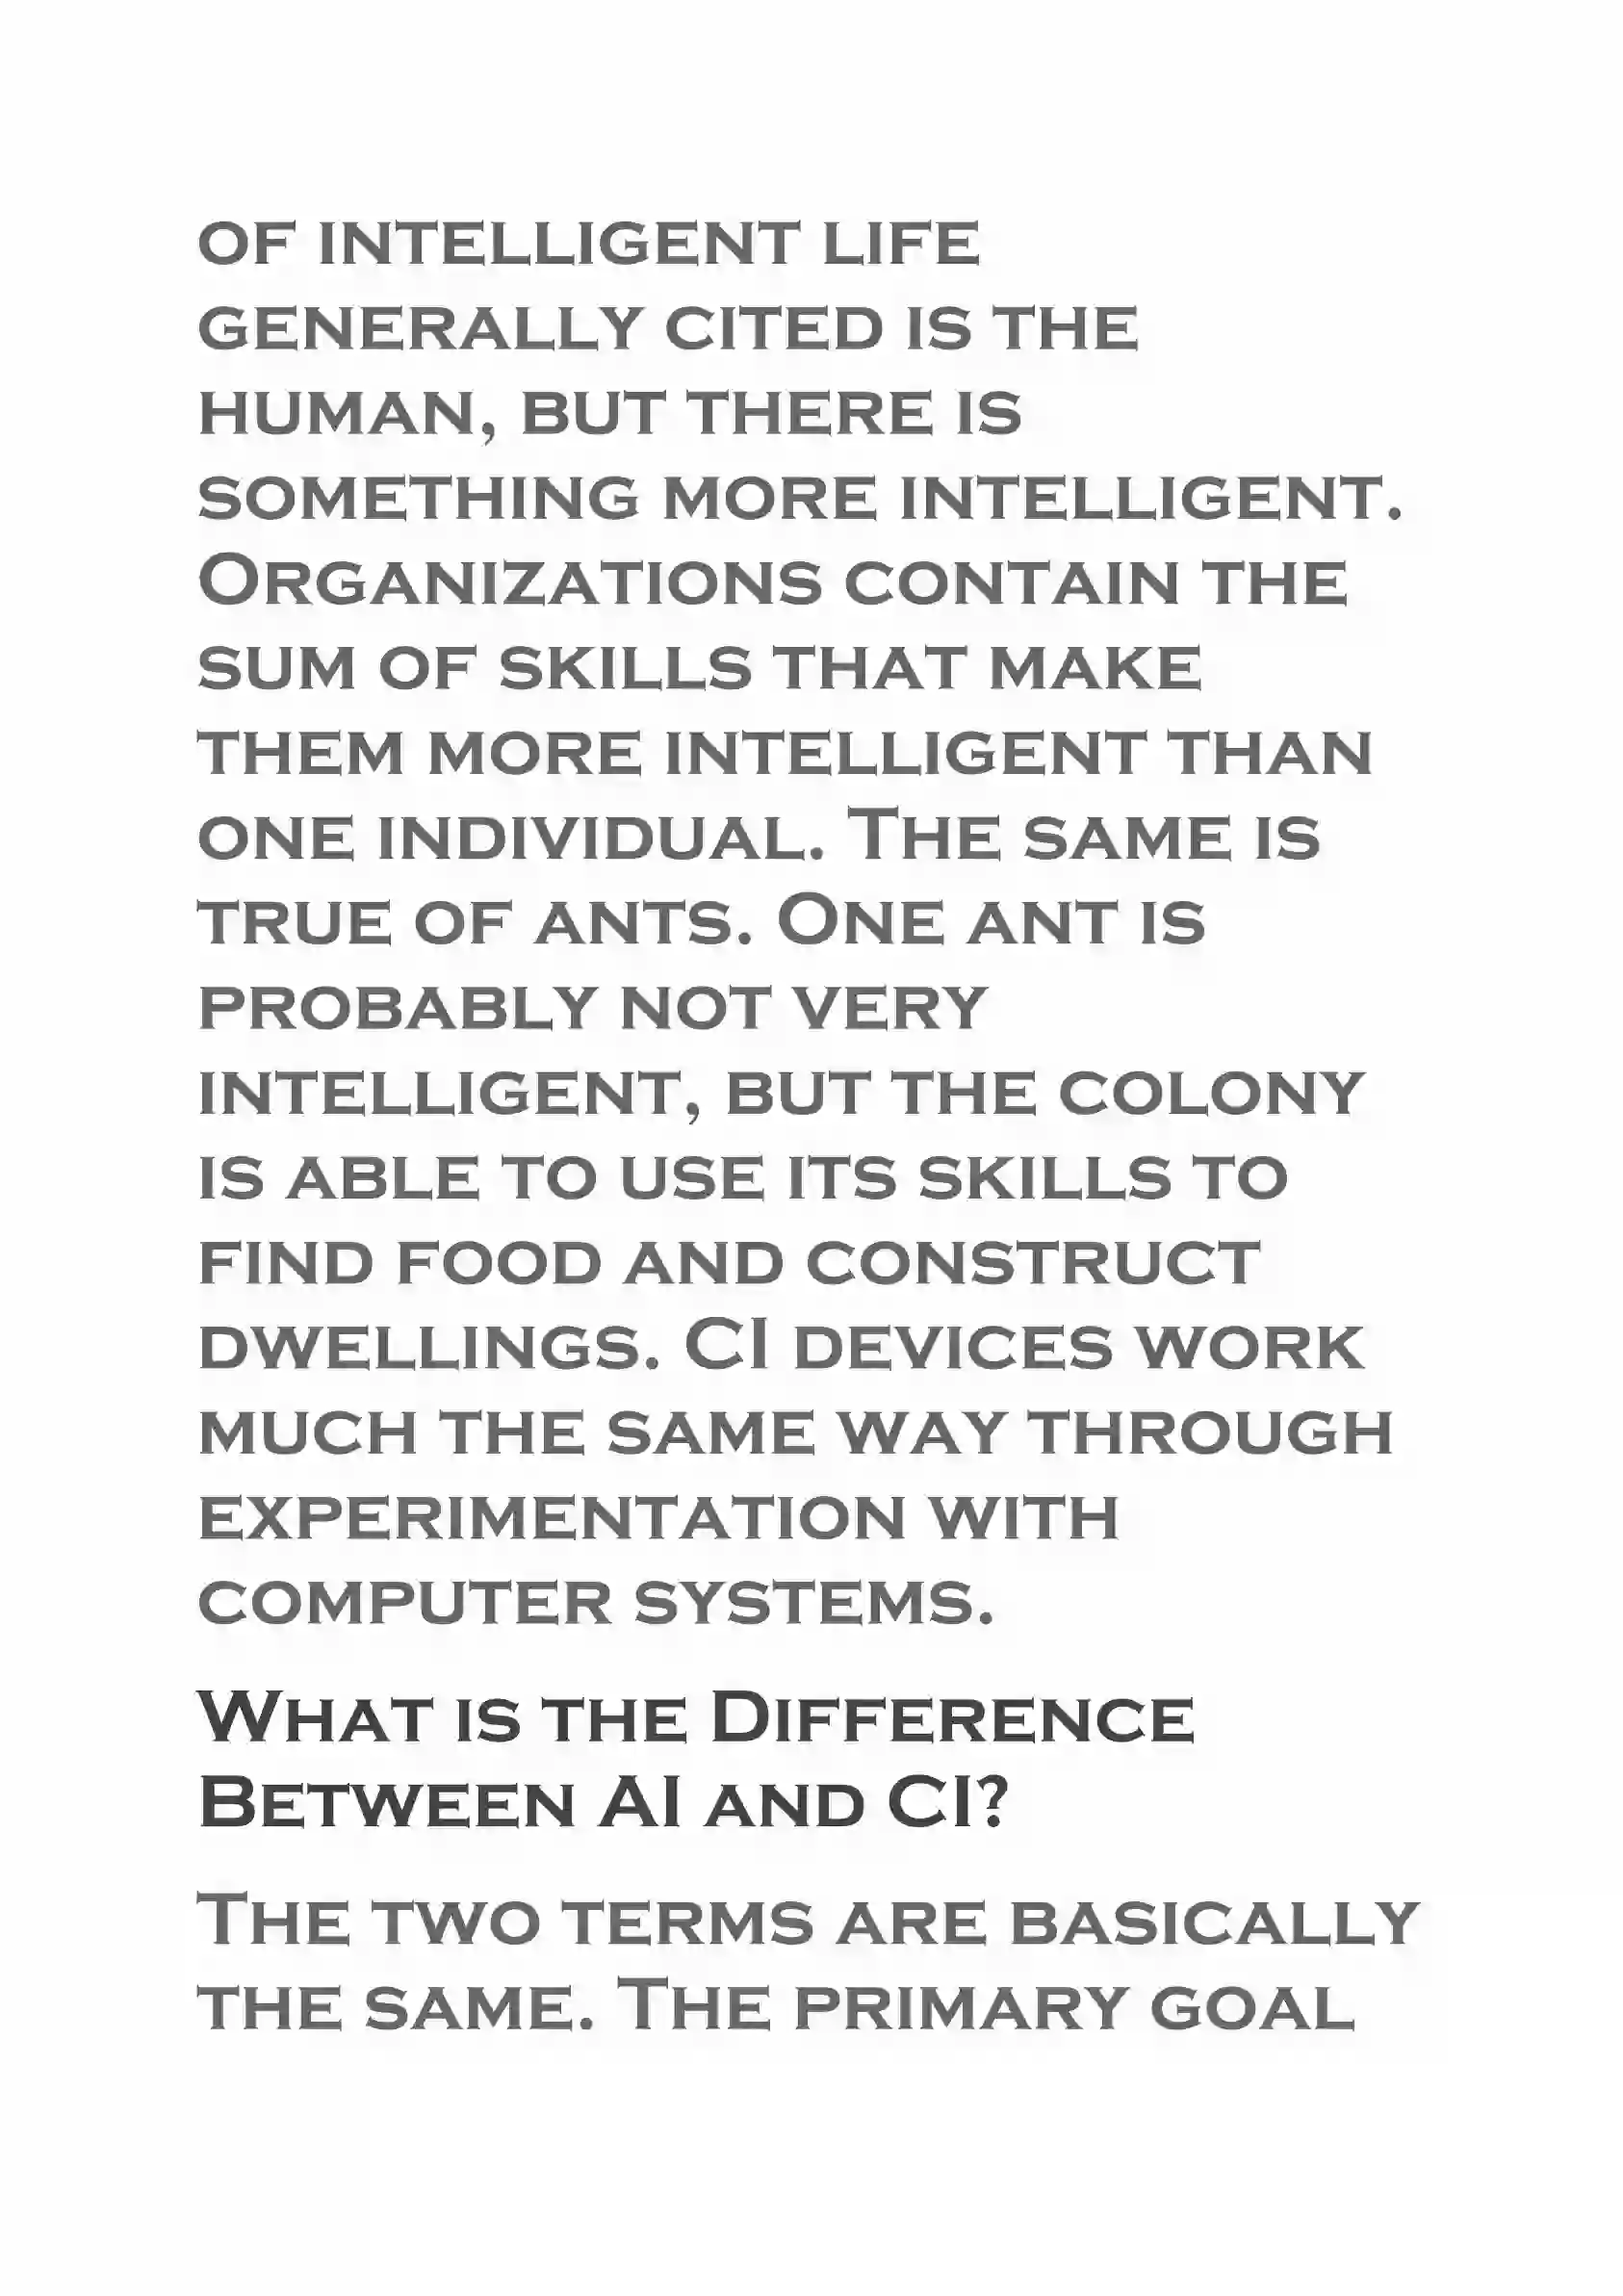 of intelligent life
generally cited is the
human, but there is
something more intelligent.
Organizations contain the
sum of skills that make
them more intelligent than
one individual. The same is
true of ants. One ant is
probably not very
intelligent, but the colony
is able to use its skills to
find food and construct
dwellings. CI devices work
much the same way through
experimentation with
computer systems.
What is the Difference
Between AI and CI?
The two terms are basically
the same. The primary goal